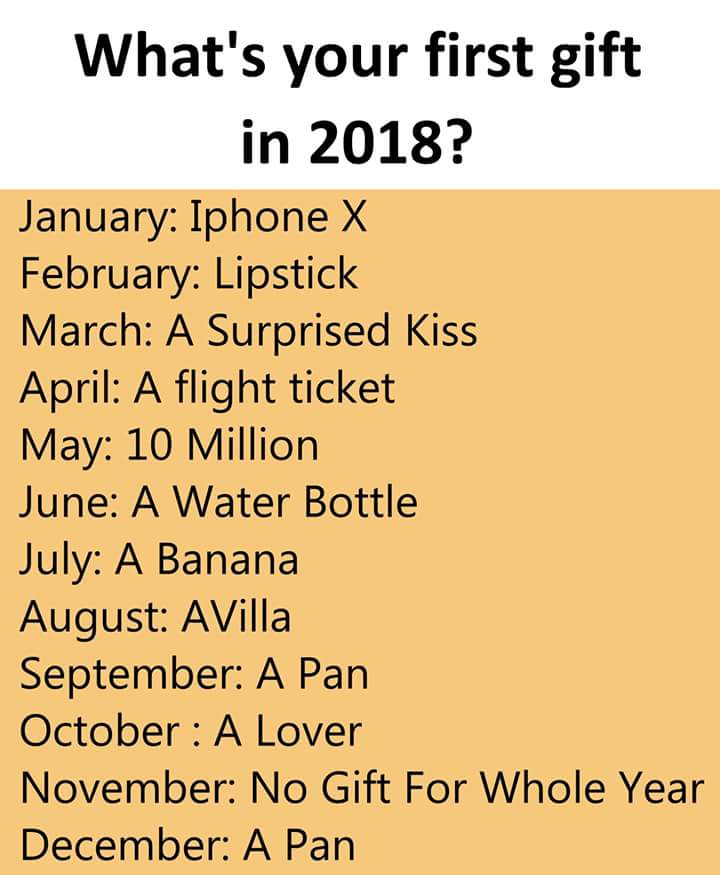 What's your first gift
in 2018?
January: Iphone X
February: Lipstick
March: A Surprised Kiss
April: A flight ticket
May: 10 Million
June: A Water Bottle
July: A Banana
August: AVilla
September: A Pan
October : A Lover
November: No Gift For Whole Year
December: A Pan